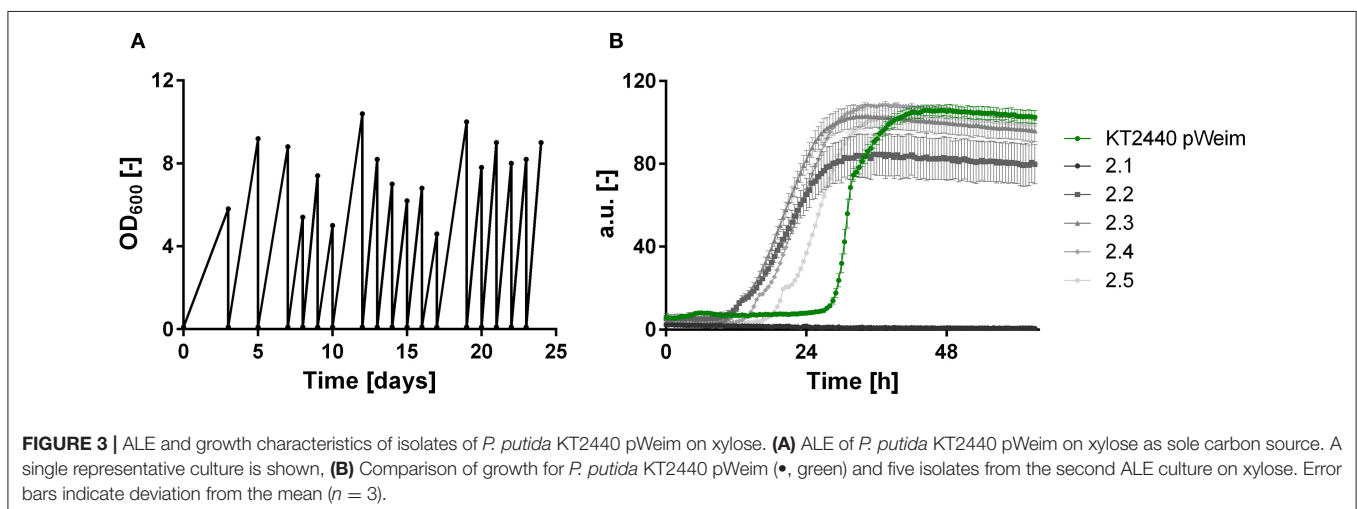 A
B
12
8
4
0
OD600 [-]
0
5
10
15
20
25
Time [days]
120
80
40
0
a.u. [-]
0
24
48
Time [h]
KT2440 pWeim
2.1
2.2
2.3
2.4
2.5
FIGURE 3 | ALE and growth characteristics of isolates of P. putida KT2440 pWeim on xylose. (A) ALE of P. putida KT2440 pWeim on xylose as sole carbon source. A
single representative culture is shown, (B) Comparison of growth for P. putida KT2440 pWeim (•, green) and five isolates from the second ALE culture on xylose. Error
bars indicate deviation from the mean (n = 3).